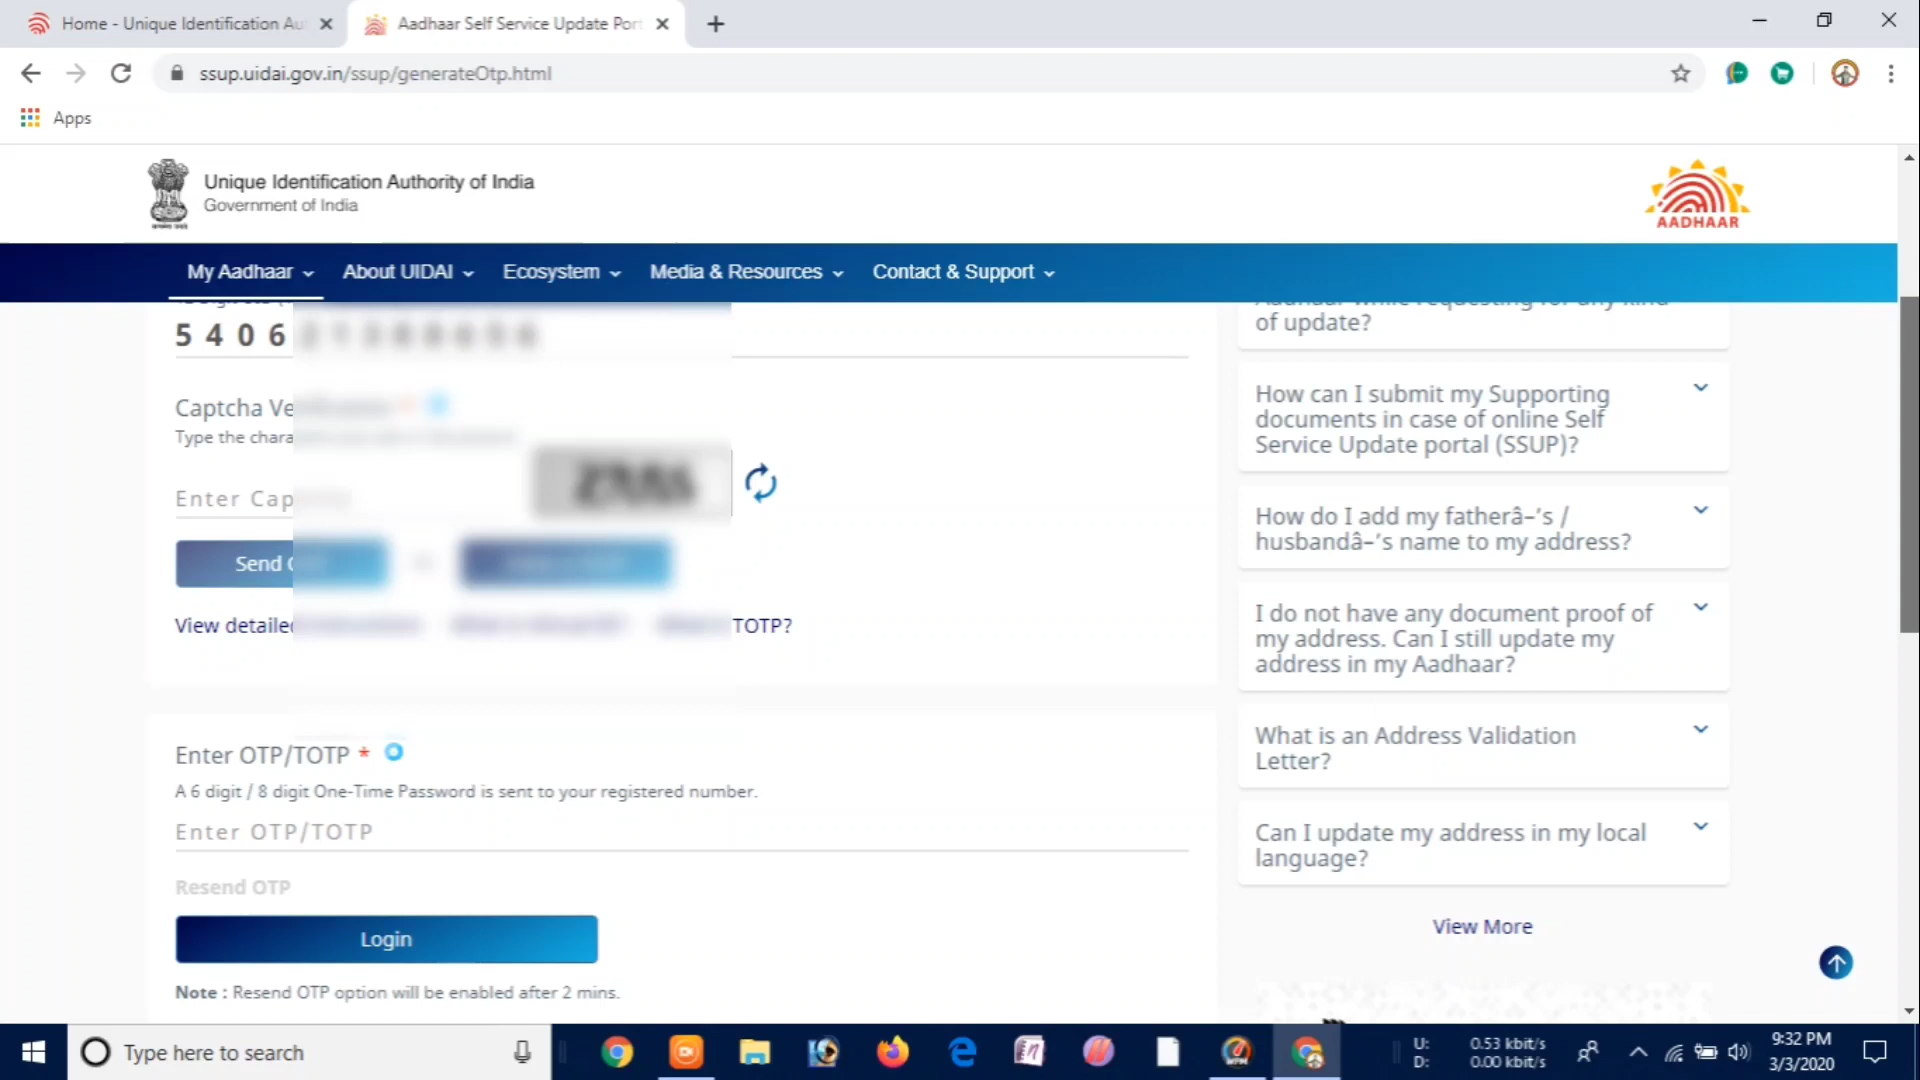 Home - Unique Identification Au
Aadhaar Self Service Update Port
ssup.uidai.gov.in/ssup/generateOtp.html
Apps
Unique Identification Authority of India
Government of India
AADHAAR
My Aadhaar
About UIDAI
Ecosystem
Media & Resources
Contact & Support
5 4 0 6
Captcha Ve
Type the chara
Enter Cap
Send
View detailed
TOTP?
Enter OTP/TOTP *
A 6 digit / 8 digit One-Time Password is sent to your registered number.
Enter OTP/TOTP
Resend OTP
Login
Note : Resend OTP option will be enabled after 2 mins.
of update?
How can I submit my Supporting
documents in case of online Self
Service Update portal (SSUP)?
How do I add my fatherâ–'s /
husbandâ–'s name to my address?
I do not have any document proof of
my address. Can I still update my
address in my Aadhaar?
What is an Address Validation
Letter?
Can I update my address in my local
language?
View More
Type here to search
U: 0.53 kbit/s
D: 0.00 kbit/s
9:32 PM
3/3/2020